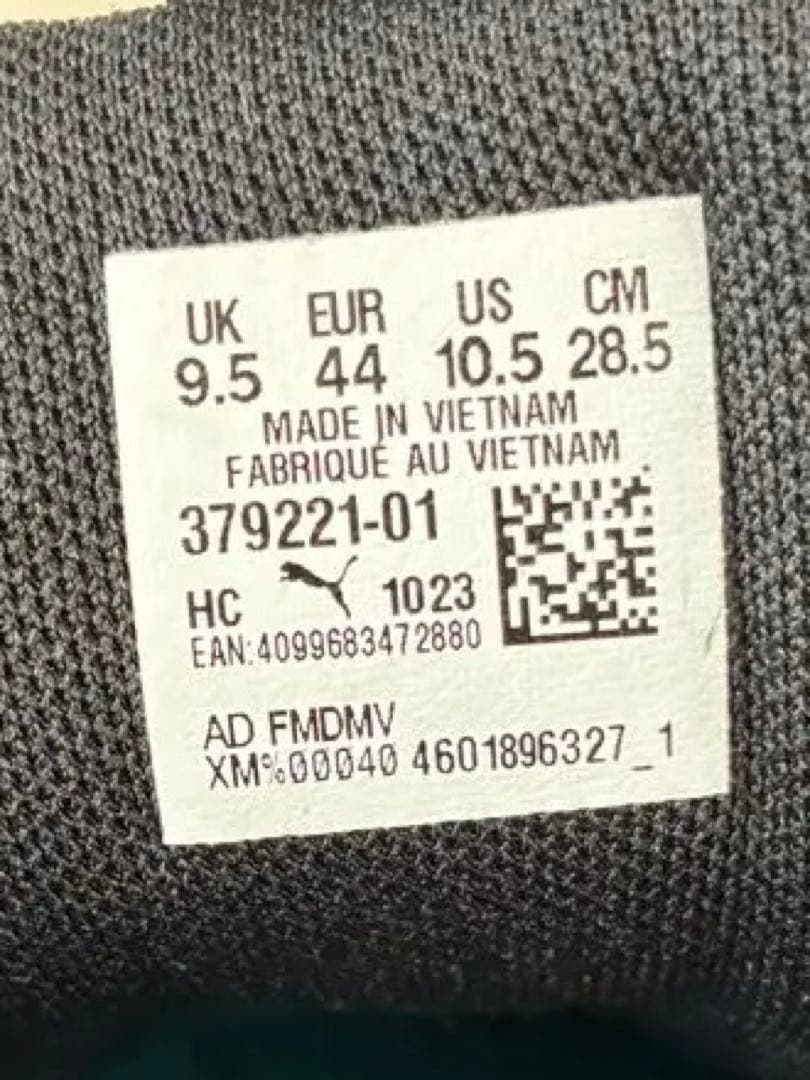 UK EUR US CM
9.5 44 10.5 28.5
MADE IN VIETNAM
FABRIQUÉ AU VIETNAM
379221-01
HC 1023
EAN:4099683472880
AD FMDMV
XM%00040 4601896327_1